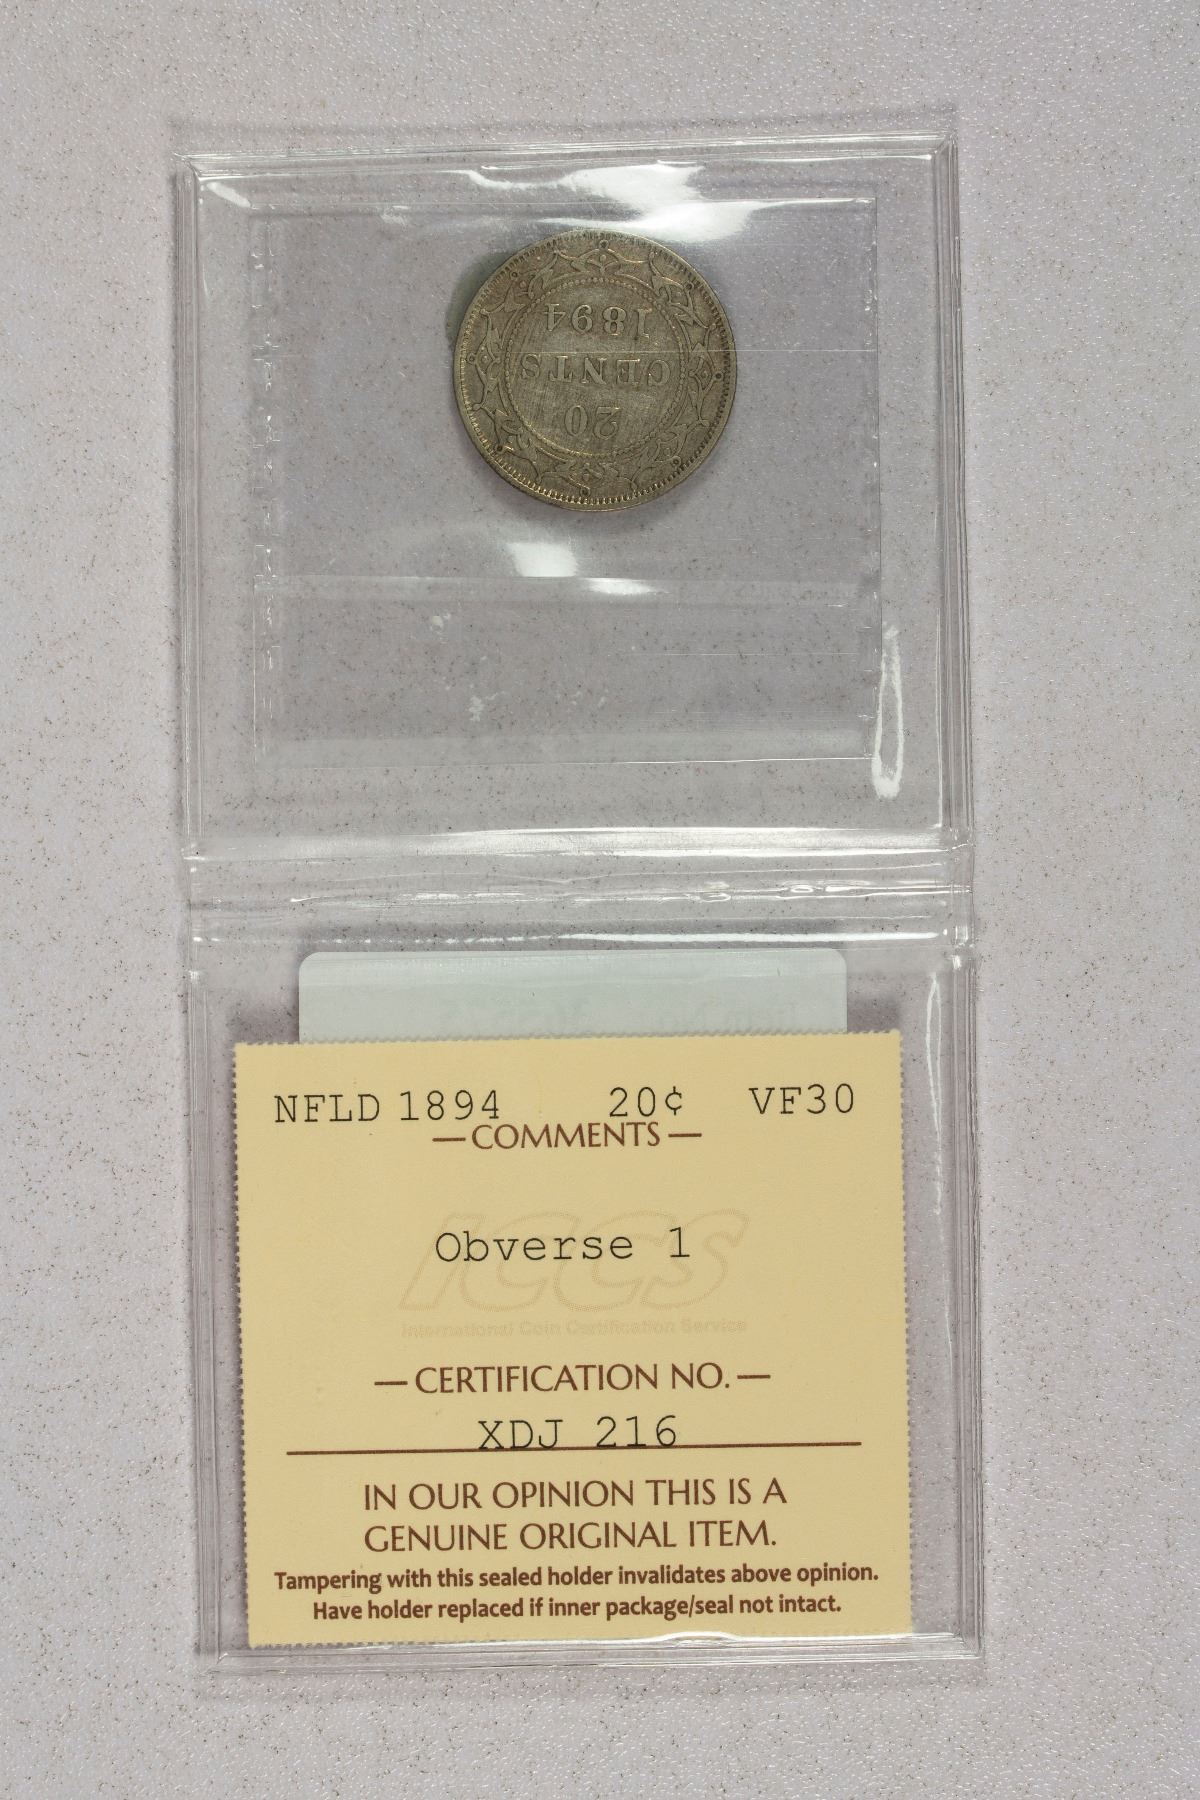 20
CENTS
1894
Item No.
NFLD 1894 20¢ VF30
— COMMENTS —
Obverse 1
ICCS
International Coin Certification Service
— CERTIFICATION NO. —
XDJ 216
IN OUR OPINION THIS IS A
GENUINE ORIGINAL ITEM.
Tampering with this sealed holder invalidates above opinion.
Have holder replaced if inner package/seal not intact.